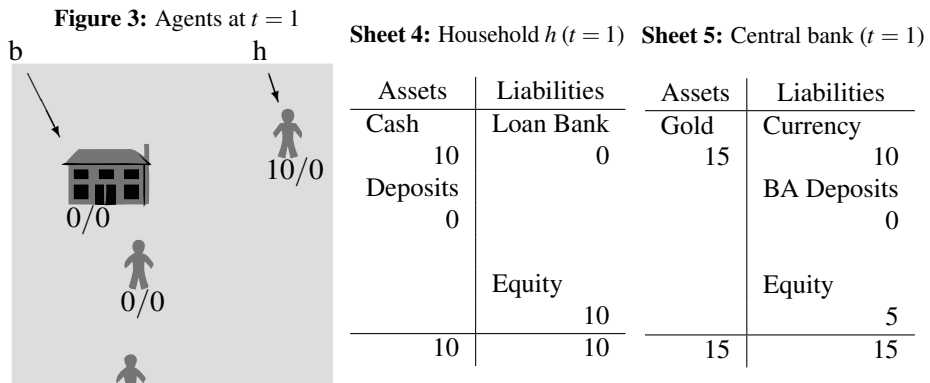 Figure 3: Agents at t = 1
b
h
10/0
0/0
0/0
Sheet 4: Household h (t = 1)
Assets Liabilities
Cash Loan Bank
10 0
Deposits
0
Equity
10
10 10
Sheet 5: Central bank (t = 1)
Assets Liabilities
Gold Currency
15 10
BA Deposits
0
Equity
5
15 15